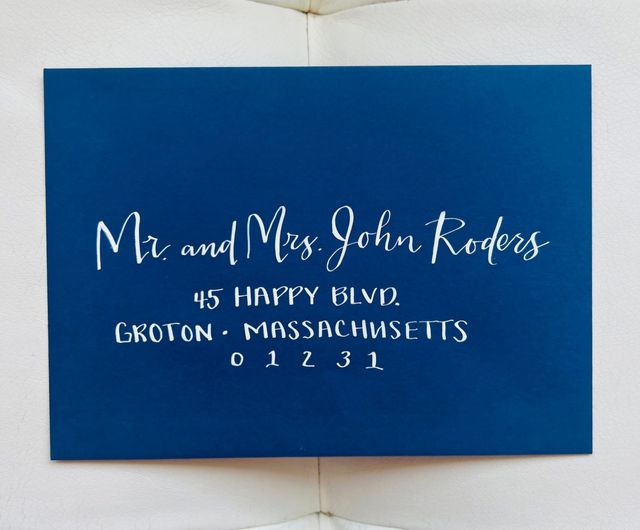 Mr. and Mrs. John Roders
45 HAPPY BLVD.
GROTON · MASSACHUSETTS
01231